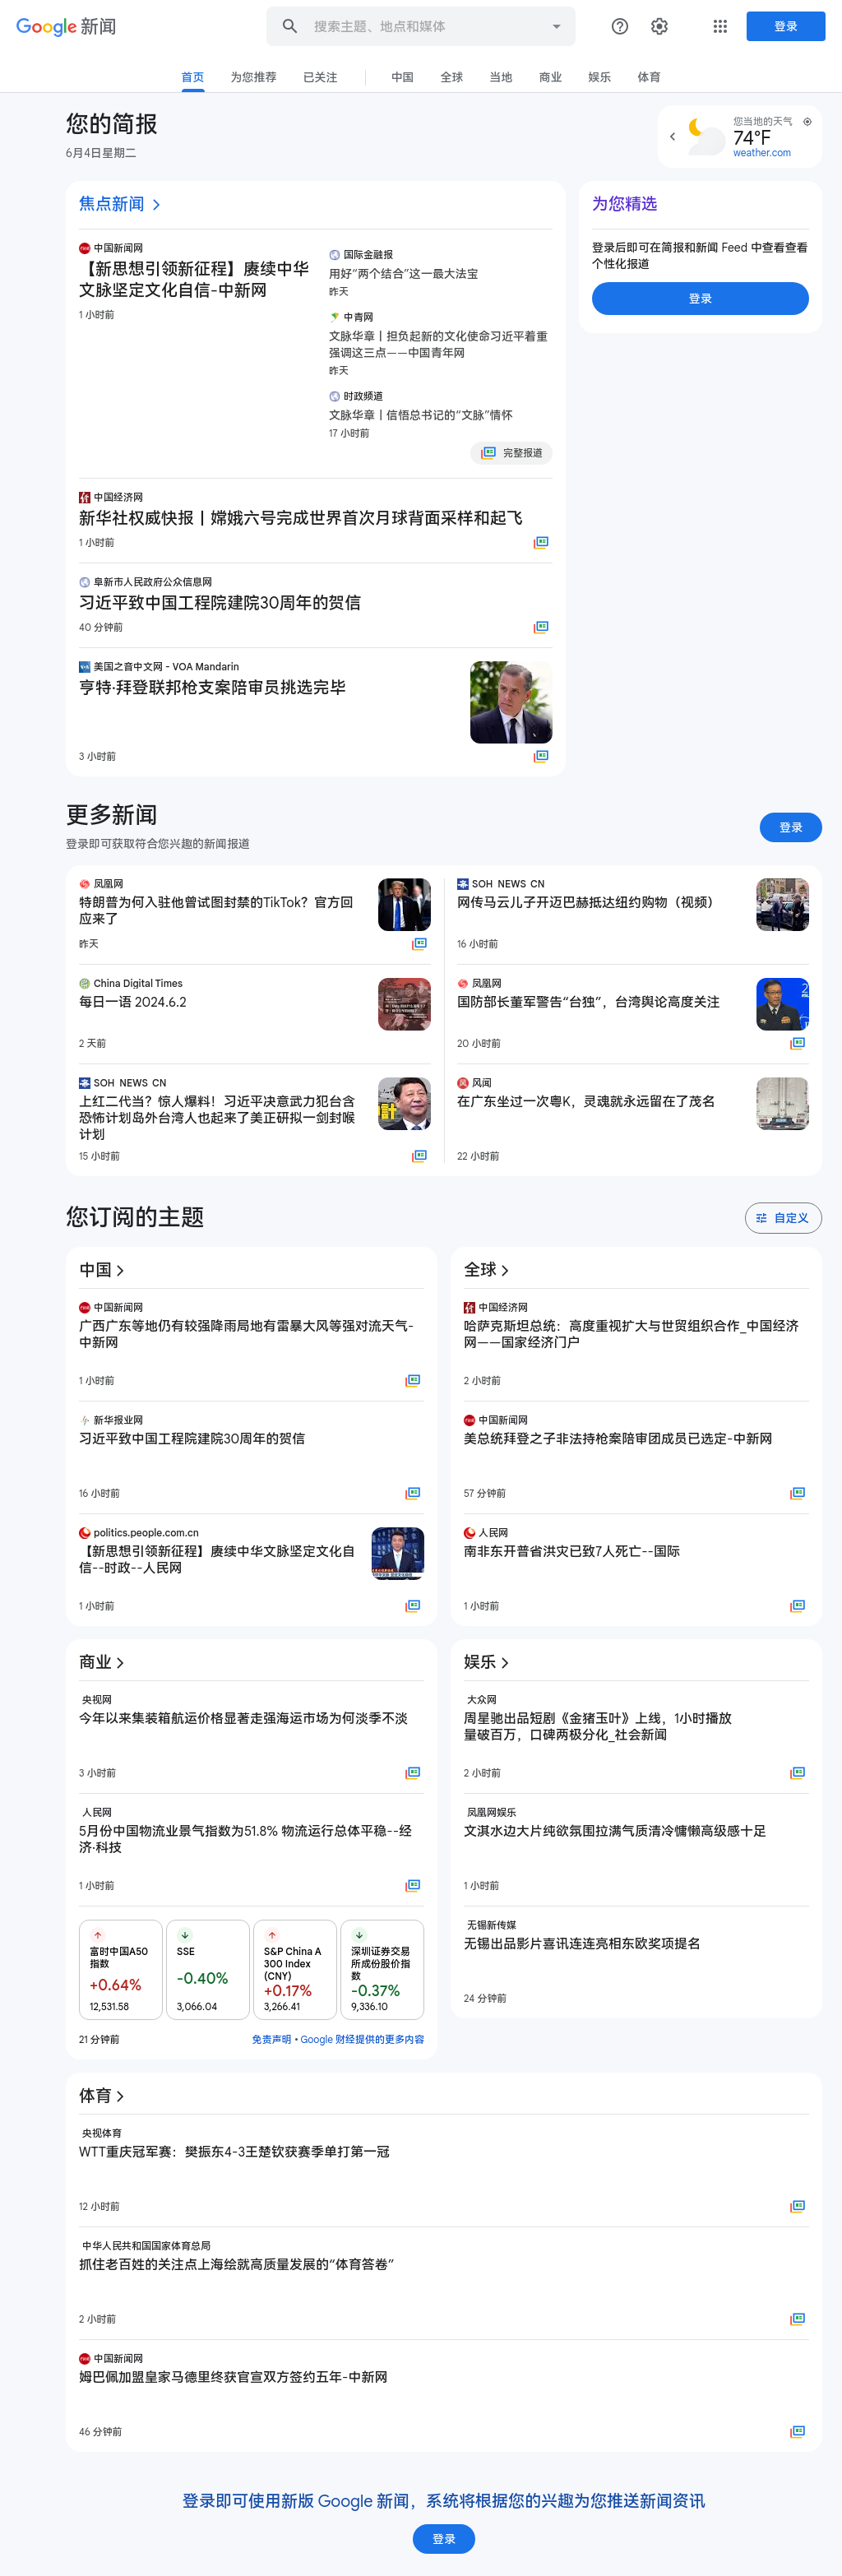 Google 新闻
搜索主题、地点和媒体
登录
首页
为您推荐
已关注
中国
全球
当地
商业
娱乐
体育
您的简报
6月4日星期二
您当地的天气
74°F
weather.com
焦点新闻
中国新闻网
【新思想引领新征程】赓续中华
文脉坚定文化自信-中新网
1 小时前
国际金融报
用好“两个结合”这一最大法宝
昨天
中青网
文脉华章丨担负起新的文化使命习近平着重
强调这三点——中国青年网
昨天
时政频道
文脉华章丨信悟总书记的“文脉”情怀
17 小时前
完整报道
中国经济网
新华社权威快报丨嫦娥六号完成世界首次月球背面采样和起飞
1 小时前
阜新市人民政府公众信息网
习近平致中国工程院建院30周年的贺信
40 分钟前
美国之音中文网 - VOA Mandarin
亨特·拜登联邦枪支案陪审员挑选完毕
3 小时前
为您精选
登录后即可在简报和新闻 Feed 中查看查看
个性化报道
登录
更多新闻
登录即可获取符合您兴趣的新闻报道
登录
凤凰网
特朗普为何入驻他曾试图封禁的TikTok？官方回
应来了
昨天
SOH NEWS CN
网传马云儿子开迈巴赫抵达纽约购物（视频）
16 小时前
China Digital Times
每日一语 2024.6.2
2 天前
凤凰网
国防部长董军警告“台独”，台湾舆论高度关注
20 小时前
SOH NEWS CN
上红二代当？惊人爆料！习近平决意武力犯台含
恐怖计划岛外台湾人也起来了美正研拟一剑封喉
计划
15 小时前
风闻
在广东坐过一次粤K，灵魂就永远留在了茂名
22 小时前
您订阅的主题
自定义
中国
中国新闻网
广西广东等地仍有较强降雨局地有雷暴大风等强对流天气-
中新网
1 小时前
新华报业网
习近平致中国工程院建院30周年的贺信
16 小时前
politics.people.com.cn
【新思想引领新征程】赓续中华文脉坚定文化自
信--时政--人民网
1 小时前
全球
中国经济网
哈萨克斯坦总统：高度重视扩大与世贸组织合作_中国经济
网——国家经济门户
2 小时前
中国新闻网
美总统拜登之子非法持枪案陪审团成员已选定-中新网
57 分钟前
人民网
南非东开普省洪灾已致7人死亡--国际
1 小时前
商业
央视网
今年以来集装箱航运价格显著走强海运市场为何淡季不淡
3 小时前
人民网
5月份中国物流业景气指数为51.8% 物流运行总体平稳--经
济·科技
1 小时前
富时中国A50
指数
+0.64%
12,531.58
SSE
-0.40%
3,066.04
S&P China A
300 Index
(CNY)
+0.17%
3,266.41
深圳证券交易
所成份股价指
数
-0.37%
9,336.10
21 分钟前
免责声明 • Google 财经提供的更多内容
娱乐
大众网
周星驰出品短剧《金猪玉叶》上线，1小时播放
量破百万，口碑两极分化_社会新闻
2 小时前
凤凰网娱乐
文淇水边大片纯欲氛围拉满气质清冷慵懒高级感十足
1 小时前
无锡新传媒
无锡出品影片喜讯连连亮相东欧奖项提名
24 分钟前
体育
央视体育
WTT重庆冠军赛：樊振东4-3王楚钦获赛季单打第一冠
12 小时前
中华人民共和国国家体育总局
抓住老百姓的关注点上海绘就高质量发展的“体育答卷”
2 小时前
中国新闻网
姆巴佩加盟皇家马德里终获官宣双方签约五年-中新网
46 分钟前
登录即可使用新版 Google 新闻，系统将根据您的兴趣为您推送新闻资讯
登录